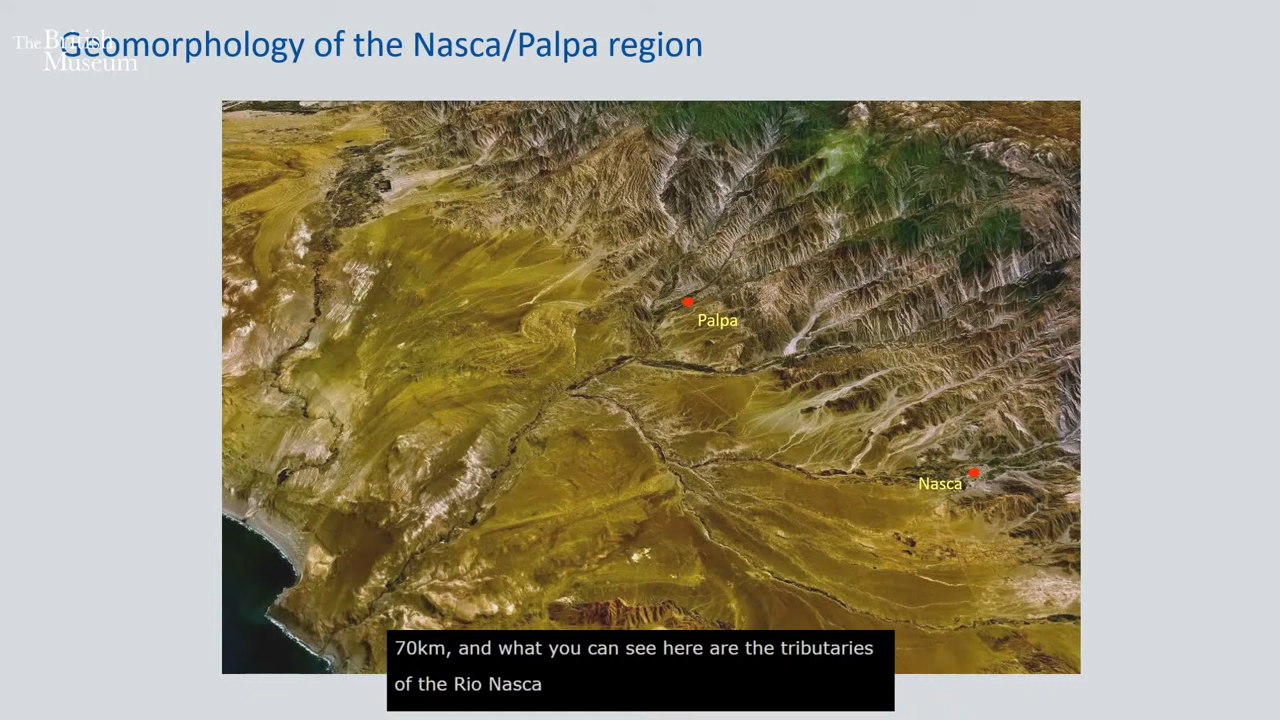 The British
Museum
Geomorphology of the Nasca/Palpa region
Palpa
Nasca
70km, and what you can see here are the tributaries
of the Rio Nasca